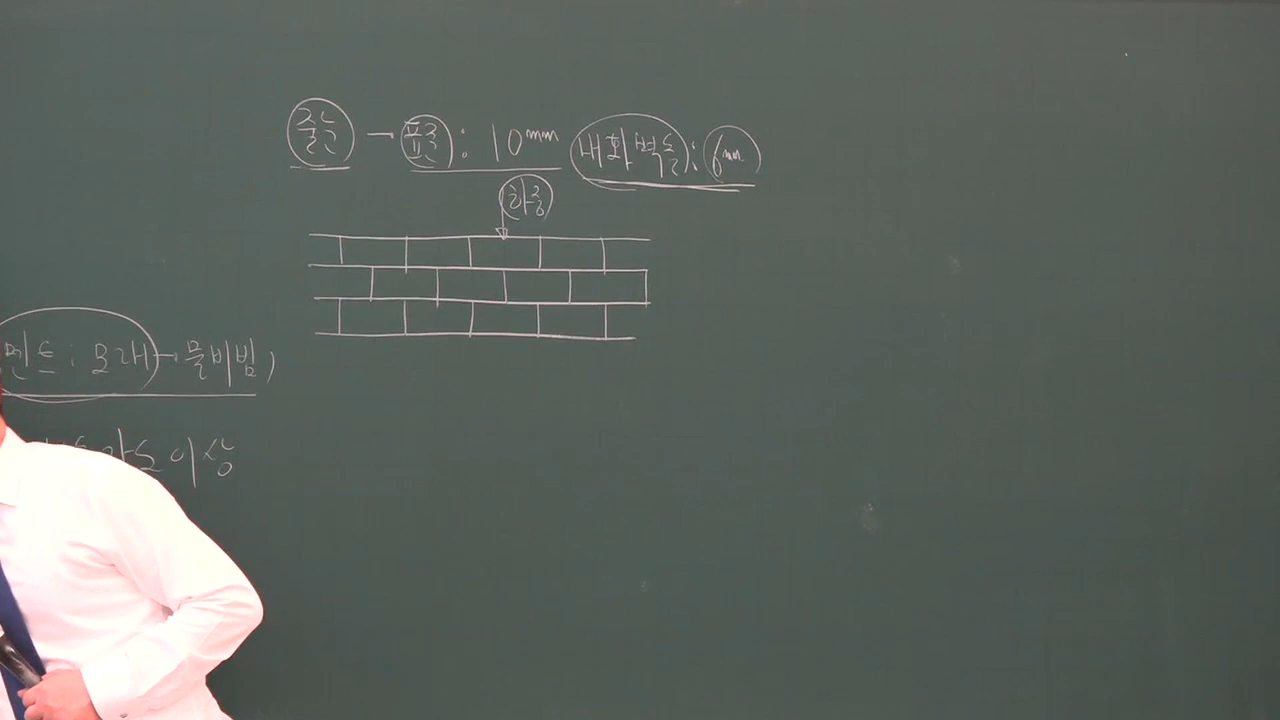 줄눈 → 표준 : 10mm 내화벽돌 : 6mm
하중
멘트 : 모래 → 물비빔)
이상